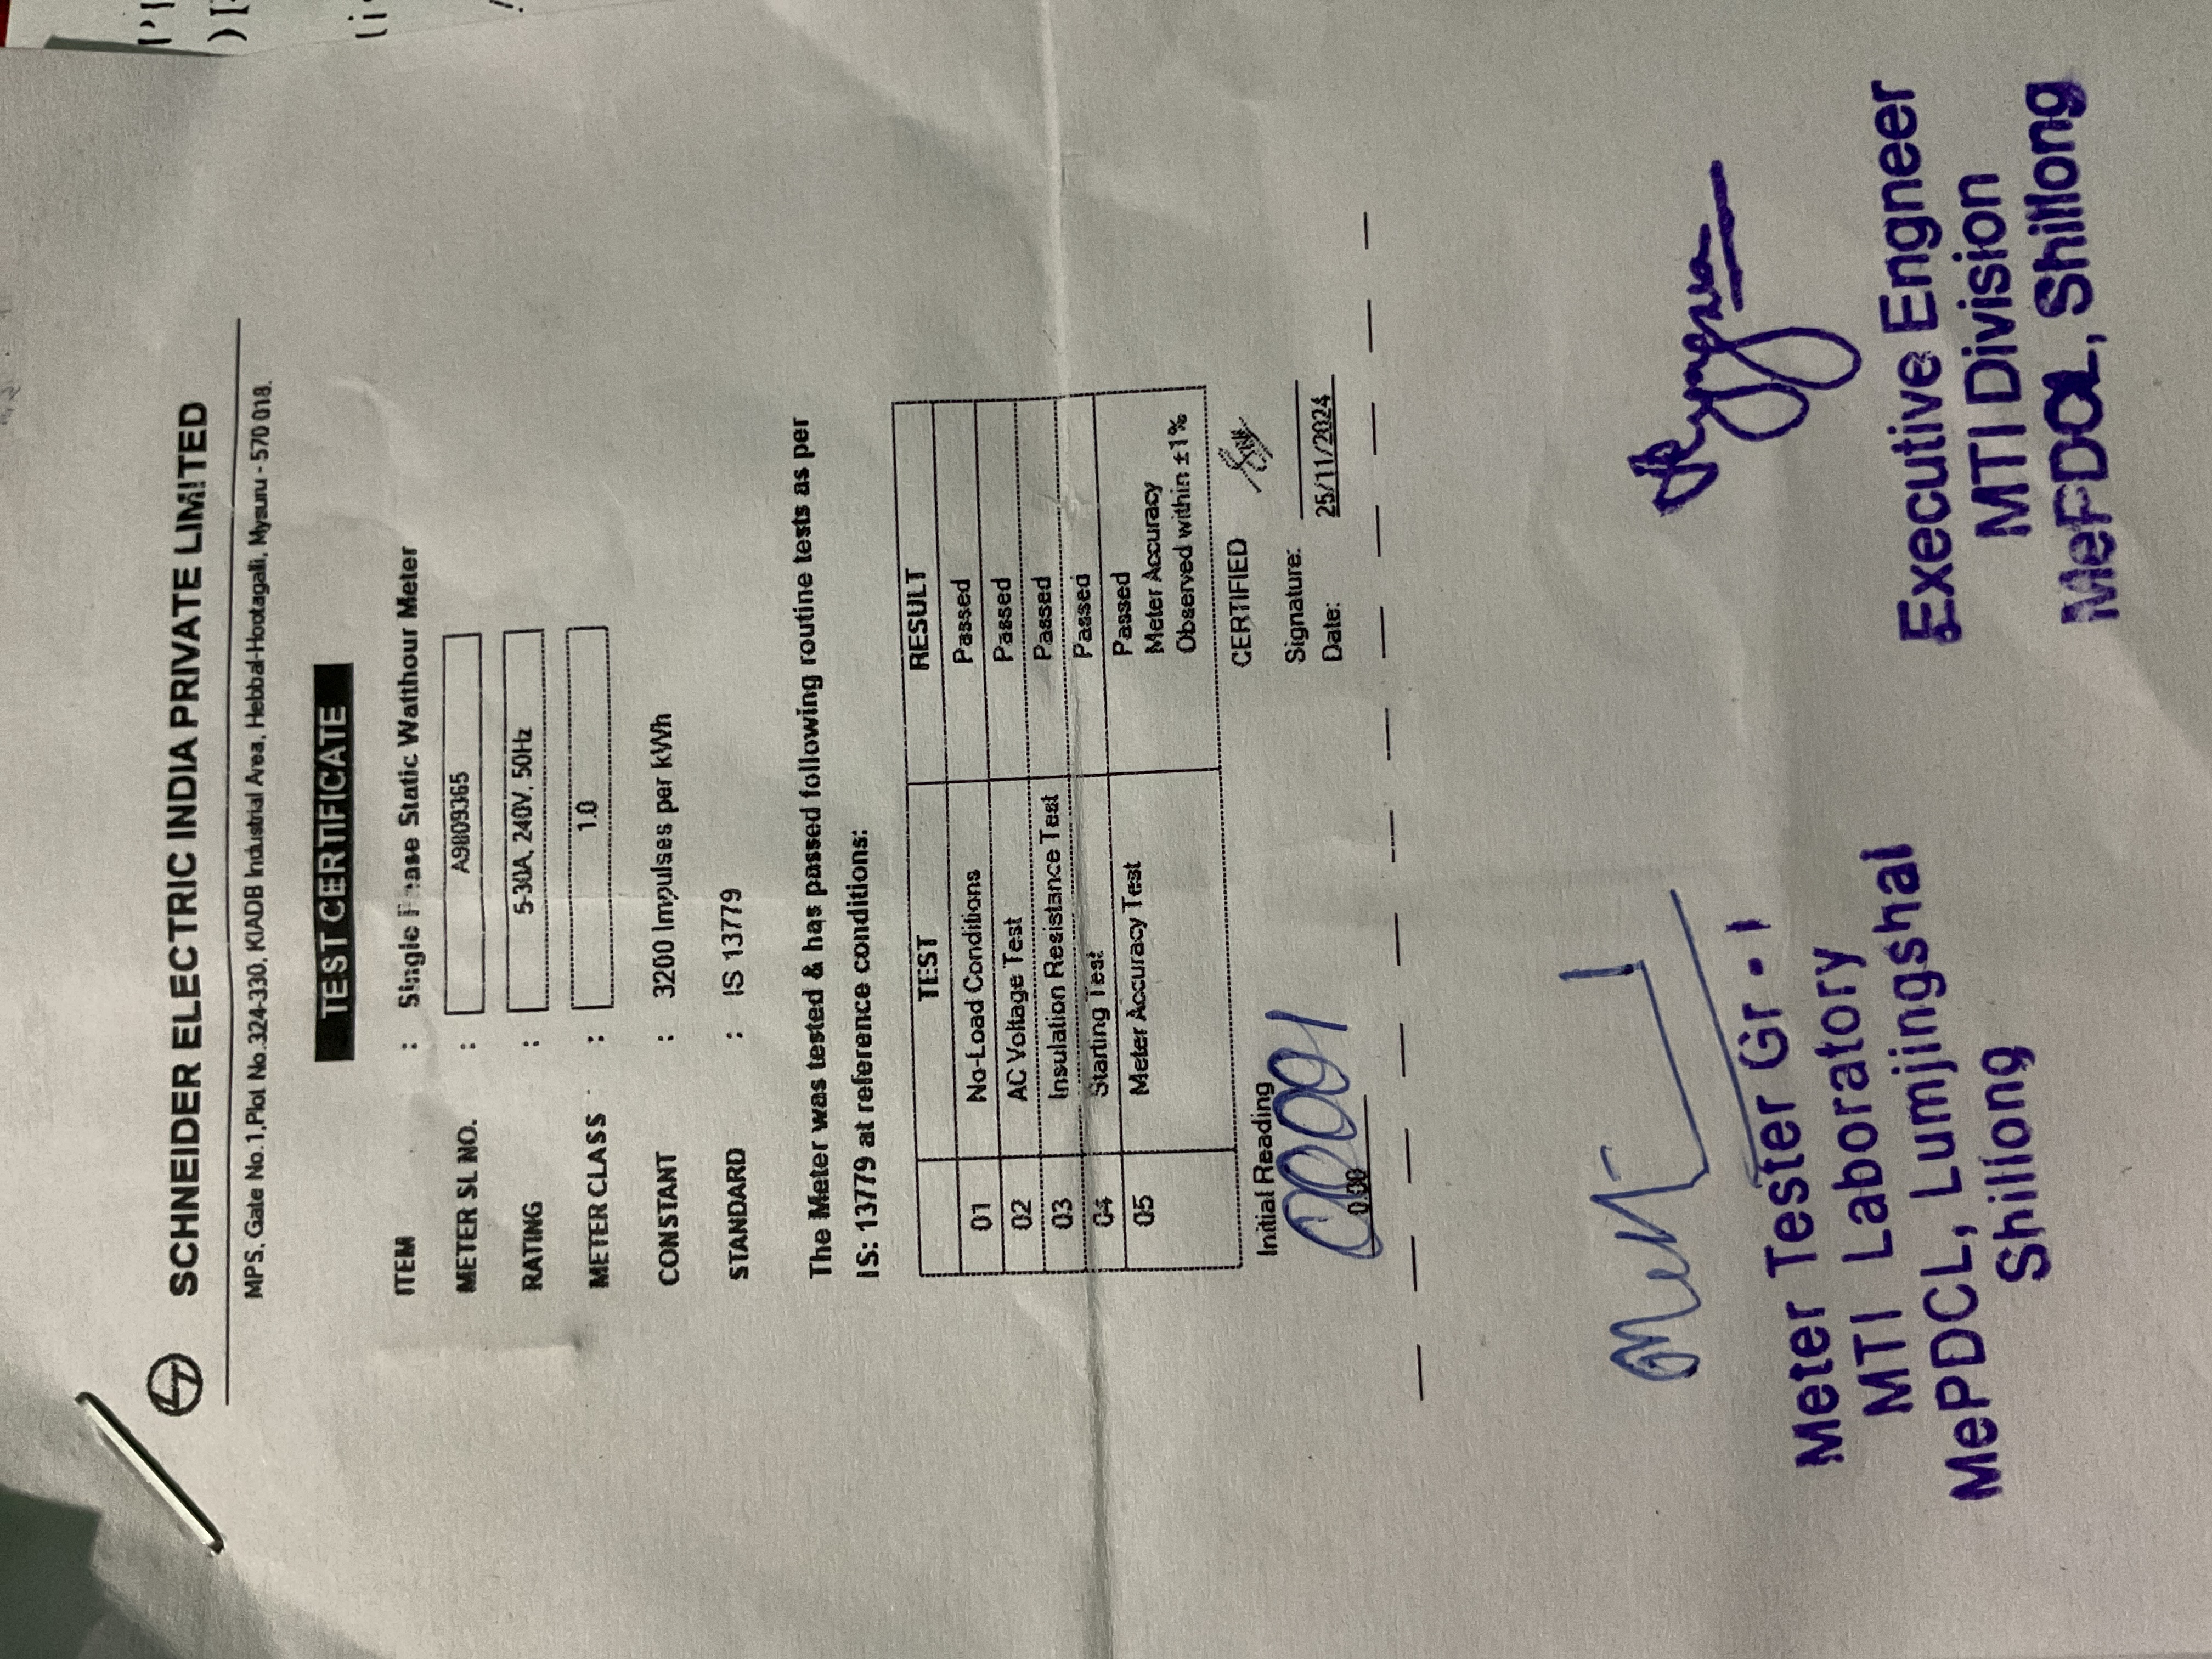 SCHNEIDER ELECTRIC INDIA PRIVATE LIMITED
MPS, Gate No.1,Plot No.324-330, KIADB Industrial Area, Hebbal-Hootagali, Mysuru - 570 018.
TEST CERTIFICATE
ITEM : Single Phase Static Watthour Meter
METER SL NO. : A9809365
RATING : 5-30A, 240V, 50Hz
METER CLASS : 1.0
CONSTANT : 3200 Impulses per kWh
STANDARD : IS 13779
The Meter was tested & has passed following routine tests as per
IS: 13779 at reference conditions:
TEST RESULT
01 No-Load Conditions Passed
02 AC Voltage Test Passed
03 Insulation Resistance Test Passed
04 Starting Test Passed
05 Meter Accuracy Test Passed
Meter Accuracy
Observed within ±1%
Initial Reading CERTIFIED
00091
0.00
Signature:
Date: 25/11/2024
Meter Tester Gr - I
MTI Laboratory
MePDCL, Lumjingshai
Shillong
Executive Engneer
MTI Division
MePDCL, Shillong